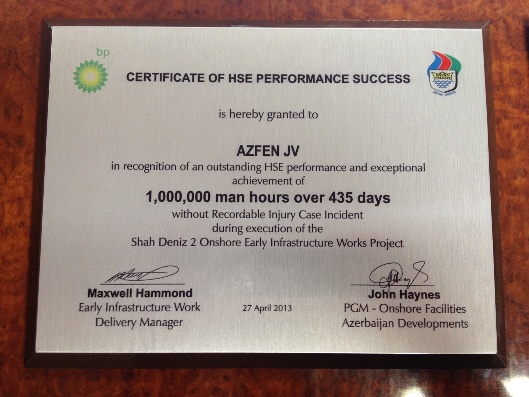 bp
CERTIFICATE OF HSE PERFORMANCE SUCCESS
is hereby granted to
AZFEN JV
in recognition of an outstanding HSE performance and exceptional
achievement of
1,000,000 man hours over 435 days
without Recordable Injury Case Incident
during execution of the
Shah Deniz 2 Onshore Early Infrastructure Works Project
Maxwell Hammond
Early Infrastructure Work
Delivery Manager
27 April 2013
John Haynes
PGM - Onshore Facilities
Azerbaijan Developments